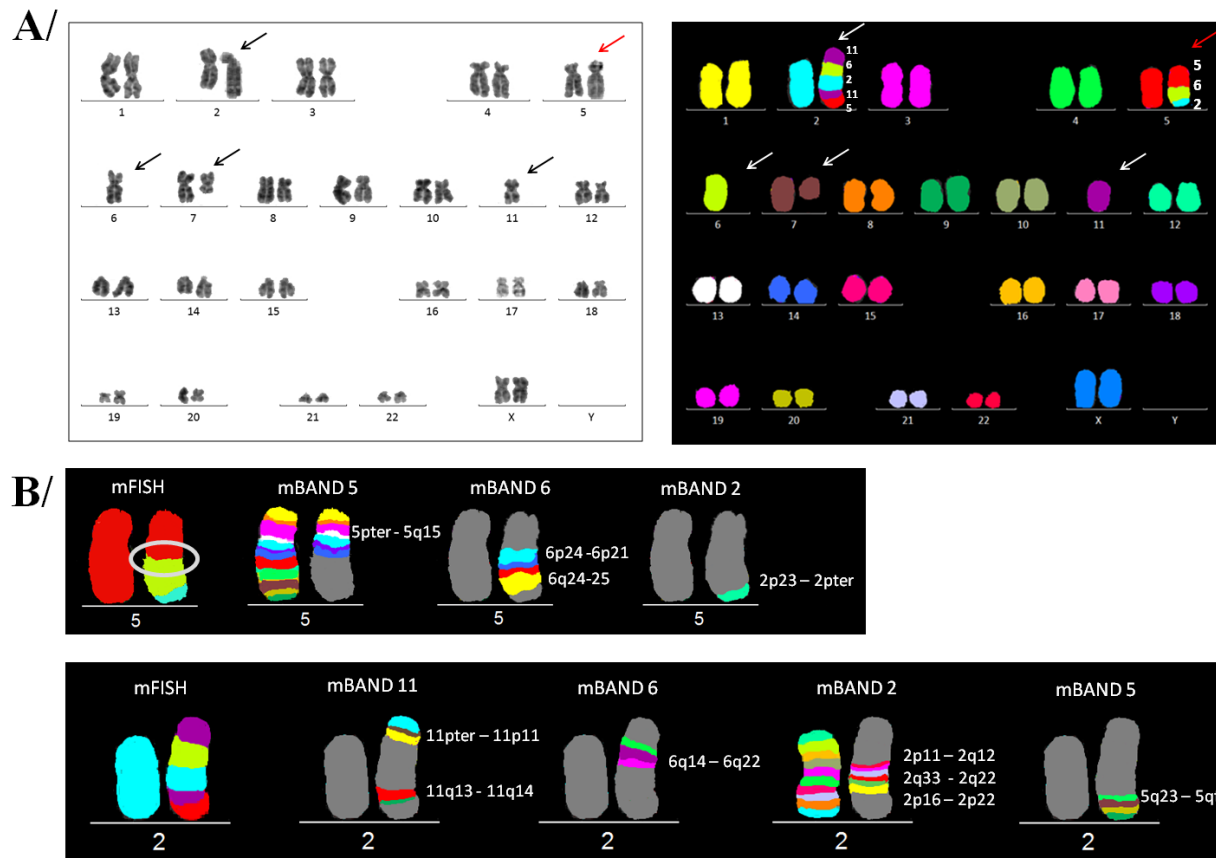 A/
1 2 3 4 5
6 7 8 9 10 11 12
13 14 15 16 17 18
19 20 21 22 X Y
11
6
2
11
5
5
6
2
1 2 3 4 5
6 7 8 9 10 11 12
13 14 15 16 17 18
19 20 21 22 X Y
B/
mFISH mBAND 5 mBAND 6 mBAND 2
5pter - 5q15
6p24 -6p21
6q24-25
2p23 – 2pter
5 5 5 5
mFISH mBAND 11 mBAND 6 mBAND 2 mBAND 5
11pter – 11p11
11q13 - 11q14
6q14 – 6q22
2p11 – 2q12
2q33 - 2q22
2p16 – 2p22
5q23 –
2 2 2 2 2